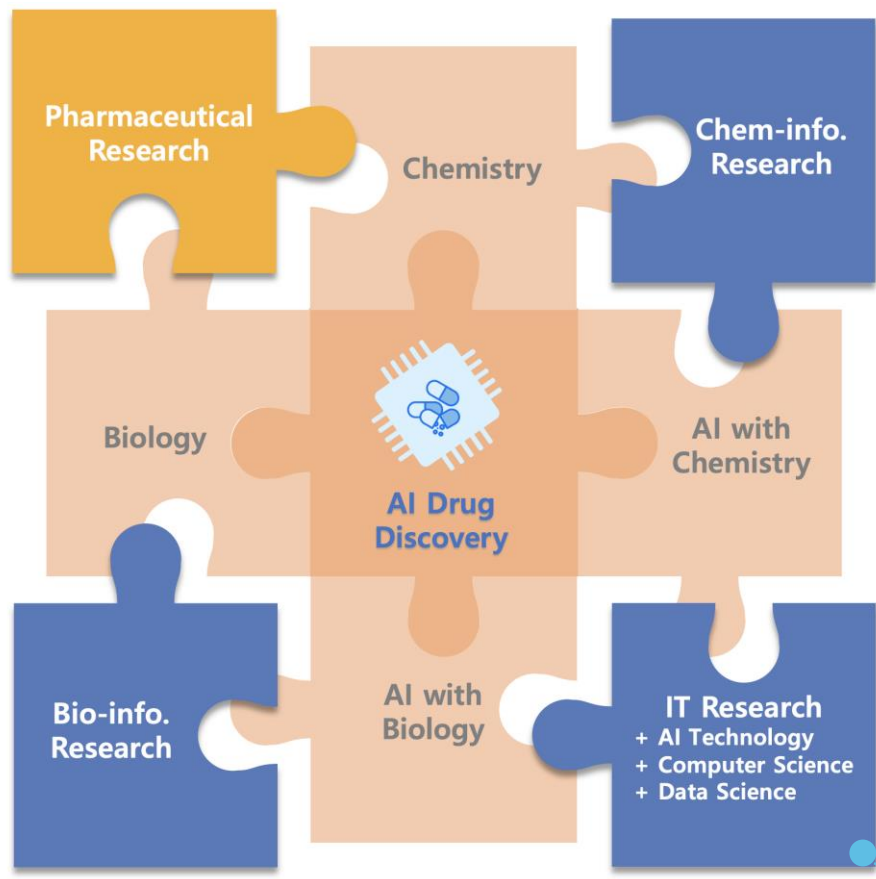 Pharmaceutical
Research
Chemistry
Chem-info.
Research
Biology
AI Drug
Discovery
AI with
Chemistry
Bio-info.
Research
AI with
Biology
IT Research
+ AI Technology
+ Computer Science
+ Data Science